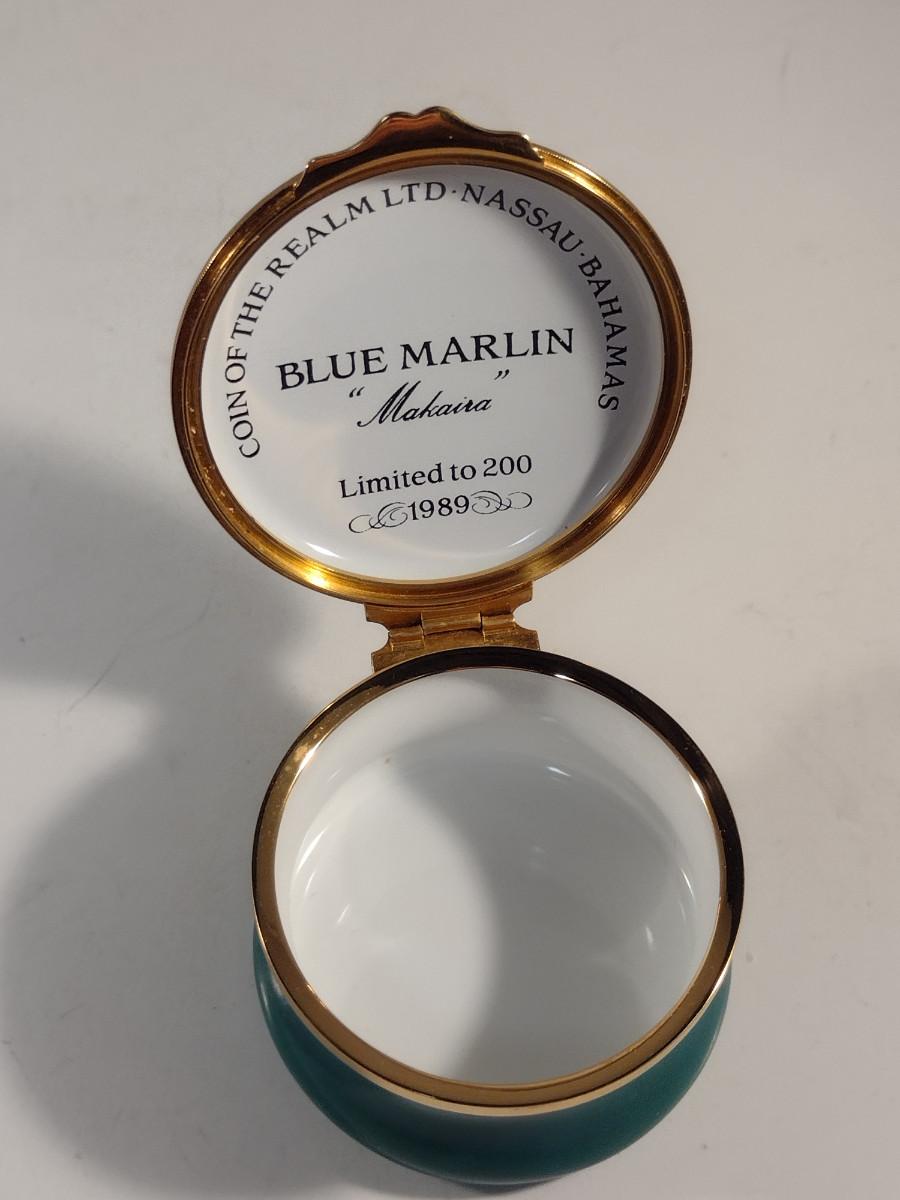 COIN OF THE REALM LTD·NASSAU·BAHAMAS
BLUE MARLIN
"Makaira"
Limited to 200
1989